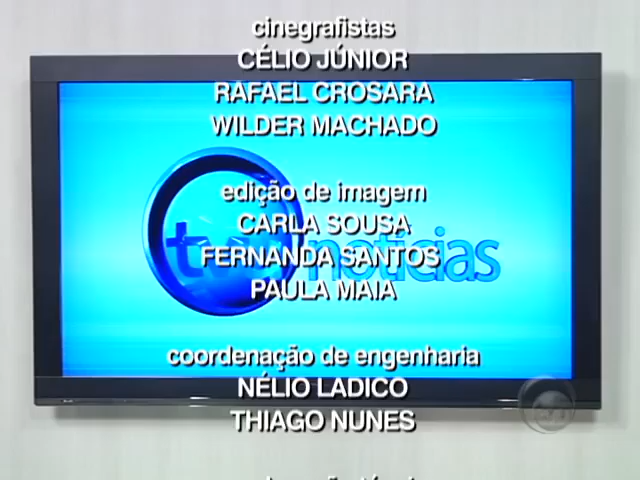 cinegrafistas
CÉLIO JÚNIOR
RAFAEL CROSARA
WILDER MACHADO
edição de imagem
CARLA SOUSA
FERNANDA SANTOS
PAULA MAIA
notícias
coordenação de engenharia
NÉLIO LADICO
THIAGO NUNES